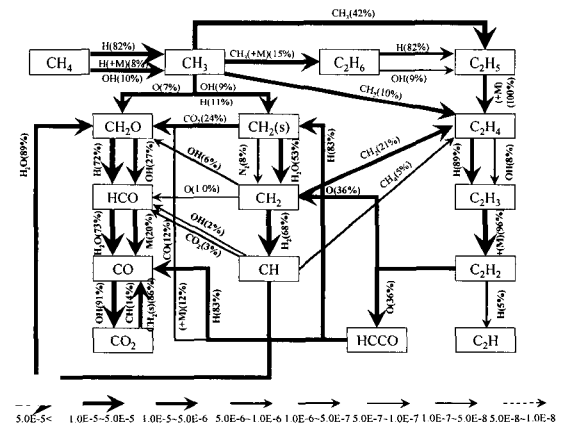 CH₃(42%)
H(82%)
CH₄
H(+M)(8%)
OH(10%)
CH₃
CH₃(+M)(15%)
C₂H₆
H(82%)
OH(9%)
C₂H₅
O(7%)
OH(9%)
H(11%)
CH₂(10%)
(+M)
(100%)
CH₂O
CO₂(24%)
CH₂(s)
C₂H₄
H₂O(89%)
H(72%)
OH(27%)
OH(6%)
N₂(8%)
H₂O(53%)
H(83%)
CH₃(21%)
CH₄(5%)
H(89%)
OH(8%)
HCO
O(10%)
CH₂
O(36%)
C₂H₃
H₂O(73%)
M(20%)
CO(12%)
OH(2%)
CO₂(3%)
H₂(68%)
+(M)(96%)
CO
CH
C₂H₂
OH(91%)
CH(14%)
CH₂(s)(86%)
(+M)(12%)
H(83%)
O(36%)
H(5%)
CO₂
HCCO
C₂H
5.0E-5< 1.0E-5~5.0E-5 1.0E-5~5.0E-6 5.0E-6~1.0E-6 1.0E-6~5.0E-7 5.0E-7~1.0E-7 1.0E-7~5.0E-8 5.0E-8~1.0E-8